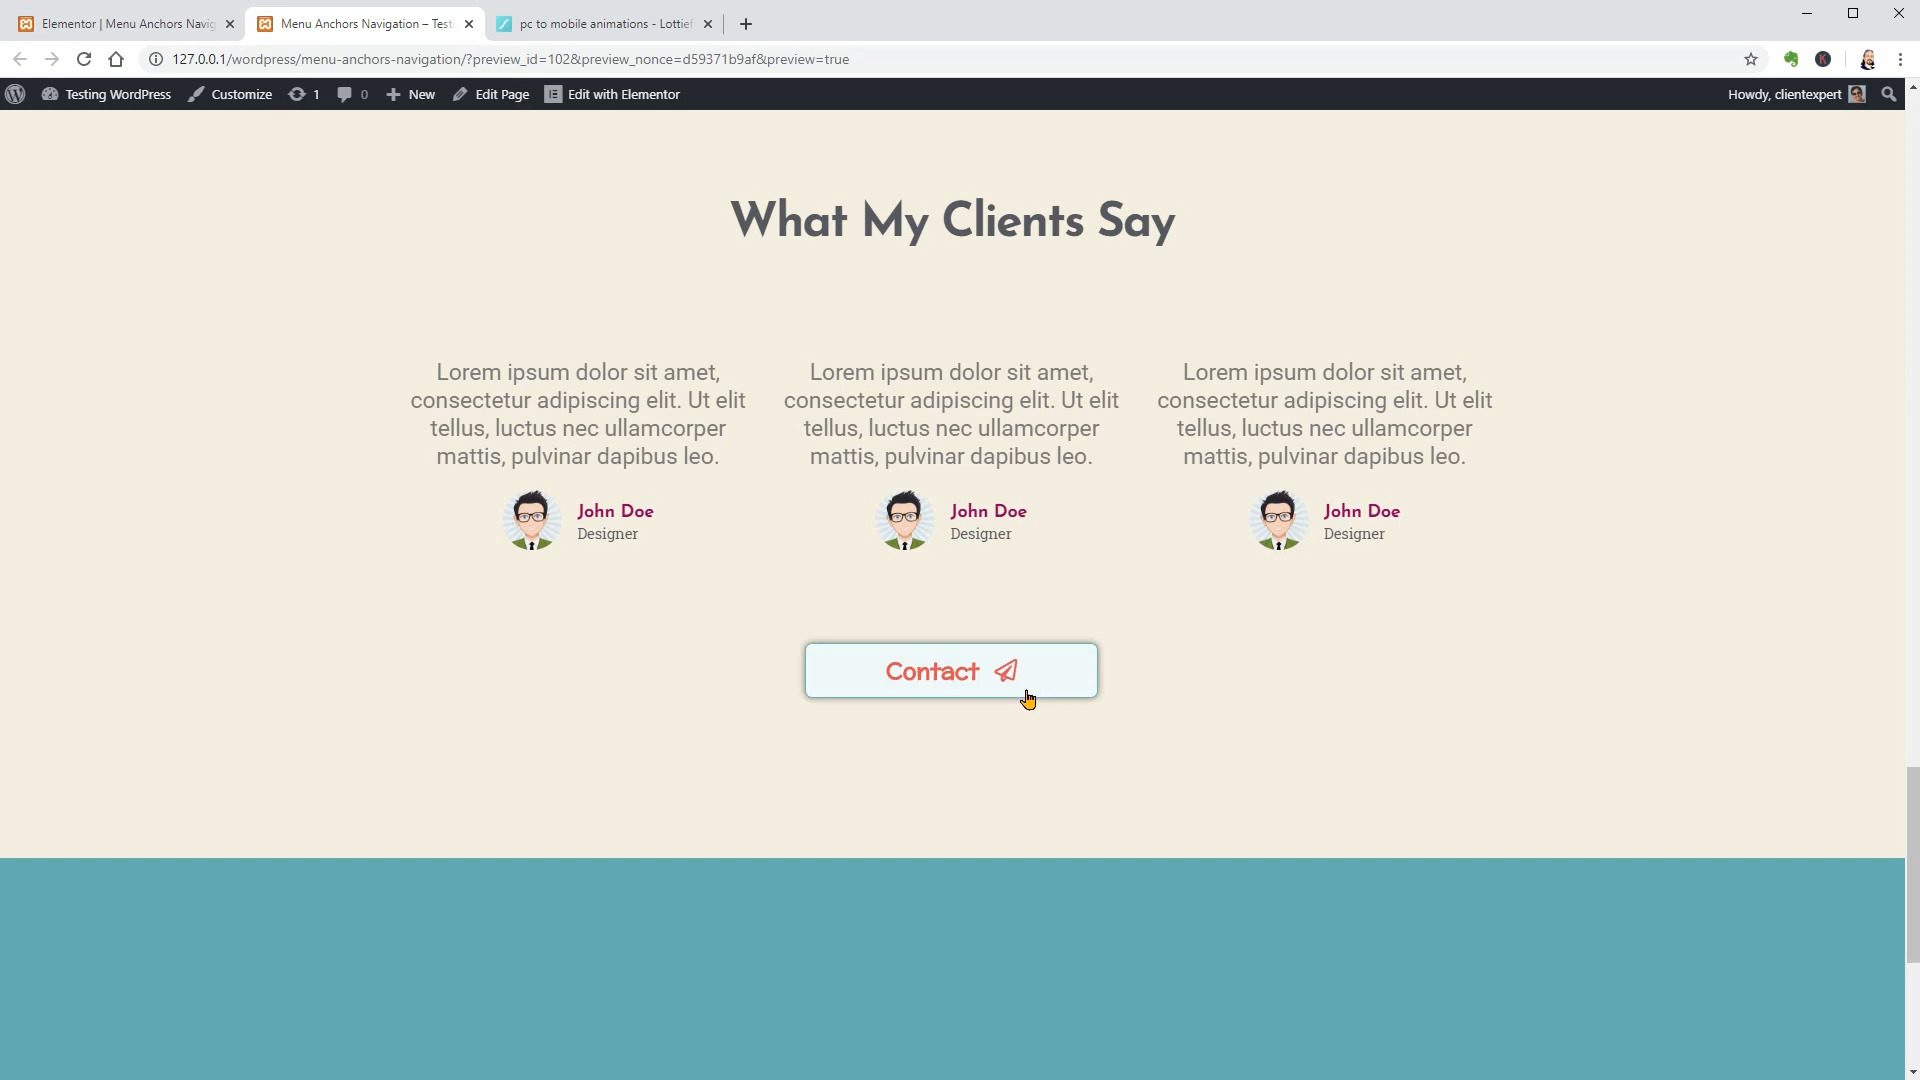 Elementor | Menu Anchors Navig
Menu Anchors Navigation – Test
pc to mobile animations - Lottief
127.0.0.1/wordpress/menu-anchors-navigation/?preview_id=102&preview_nonce=d59371b9af&preview=true
Testing WordPress Customize 1 0 New Edit Page Edit with Elementor Howdy, clientexpert
What My Clients Say
Lorem ipsum dolor sit amet,
consectetur adipiscing elit. Ut elit
tellus, luctus nec ullamcorper
mattis, pulvinar dapibus leo.
John Doe
Designer
Lorem ipsum dolor sit amet,
consectetur adipiscing elit. Ut elit
tellus, luctus nec ullamcorper
mattis, pulvinar dapibus leo.
John Doe
Designer
Lorem ipsum dolor sit amet,
consectetur adipiscing elit. Ut elit
tellus, luctus nec ullamcorper
mattis, pulvinar dapibus leo.
John Doe
Designer
Contact